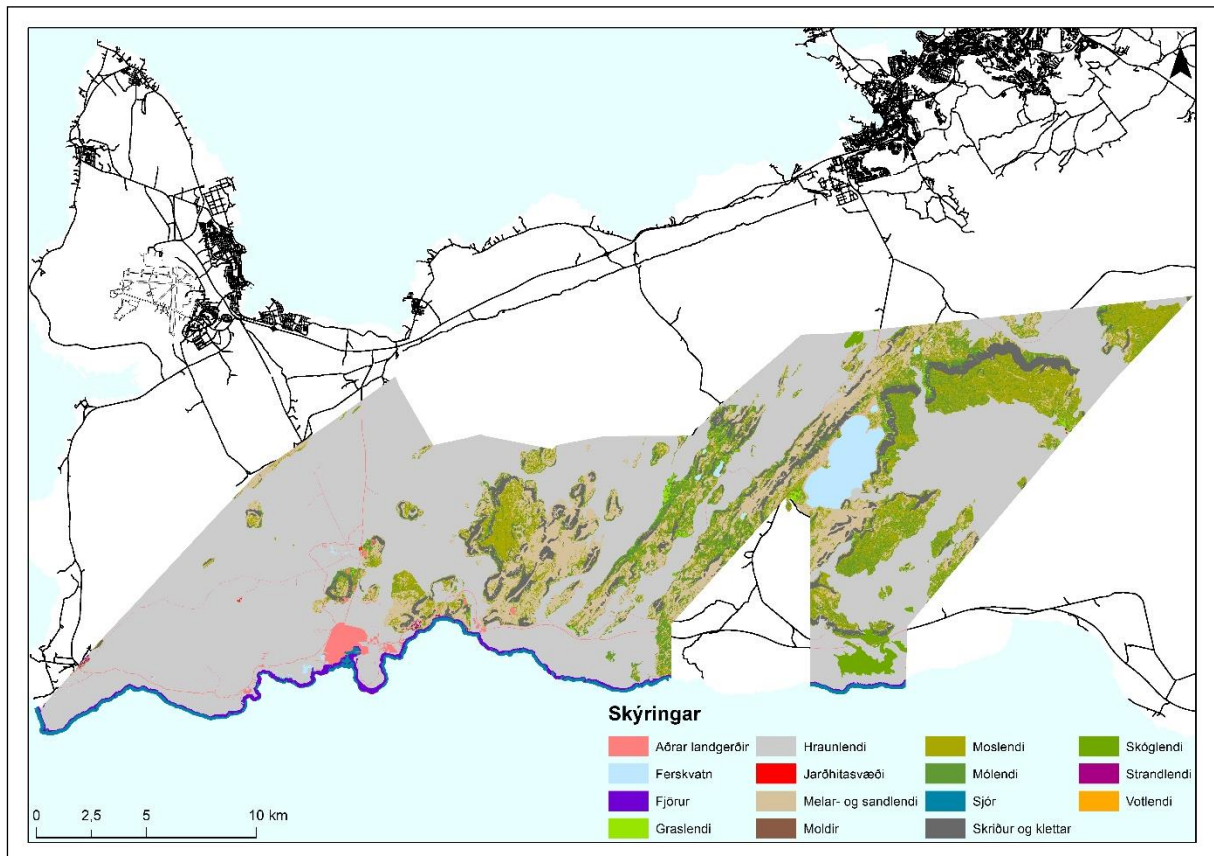 Skýringar
Aðrar landgerðir
Ferskvatn
Fjörur
Graslendi
Hraunlendi
Jarðhitasvæði
Melar- og sandlendi
Moldir
Moslendi
Mólendi
Sjór
Skriður og klettar
Skóglendi
Strandlendi
Votlendi
0 2,5 5 10 km